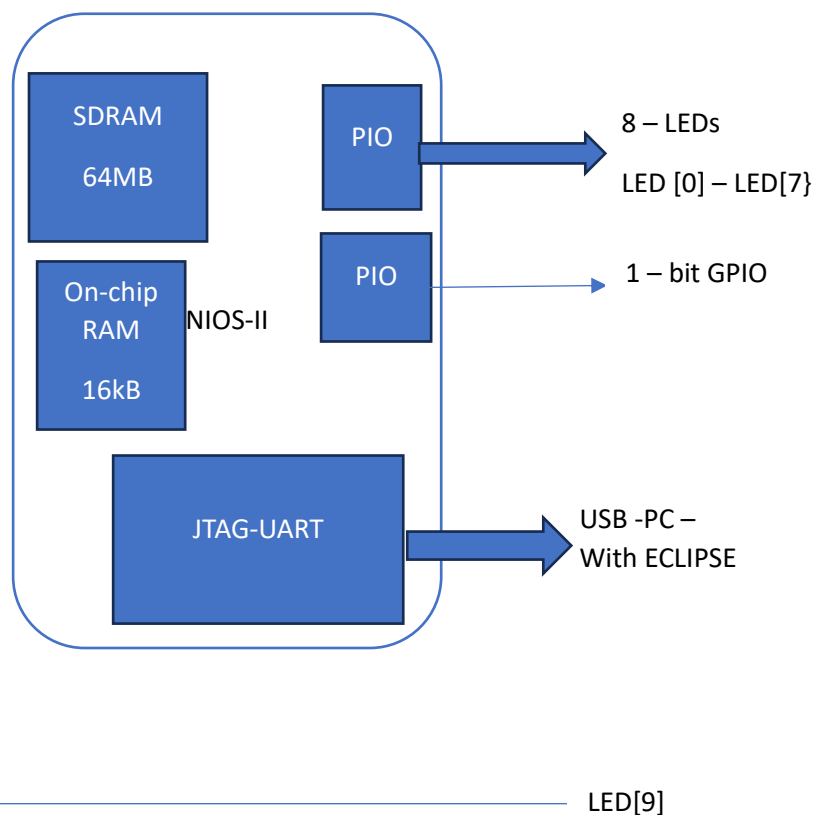 SDRAM
64MB
PIO
8 – LEDs
LED [0] – LED[7}
On-chip
RAM
16kB
NIOS-II
PIO
1 – bit GPIO
JTAG-UART
USB -PC –
With ECLIPSE
LED[9]